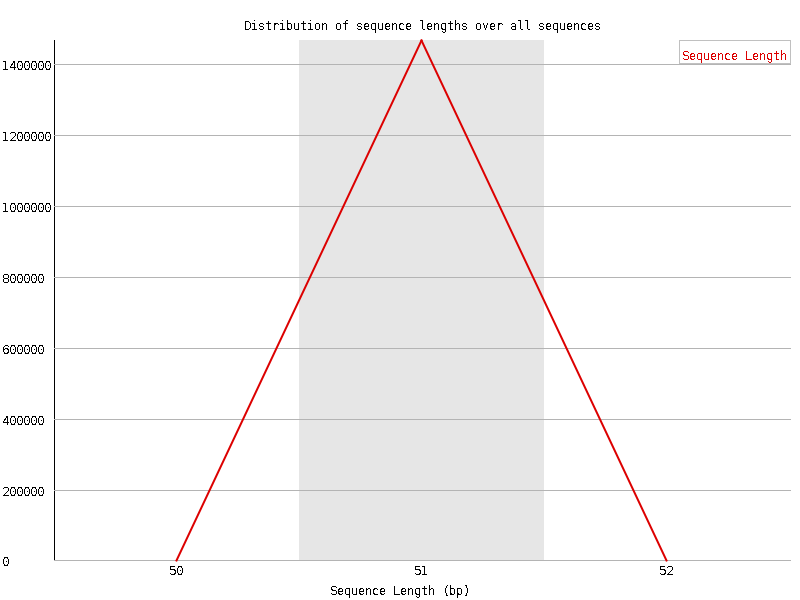 Distribution of sequence lengths over all sequences
Sequence Length
1400000
1200000
1000000
800000
600000
400000
200000
0
50 51 52
Sequence Length (bp)